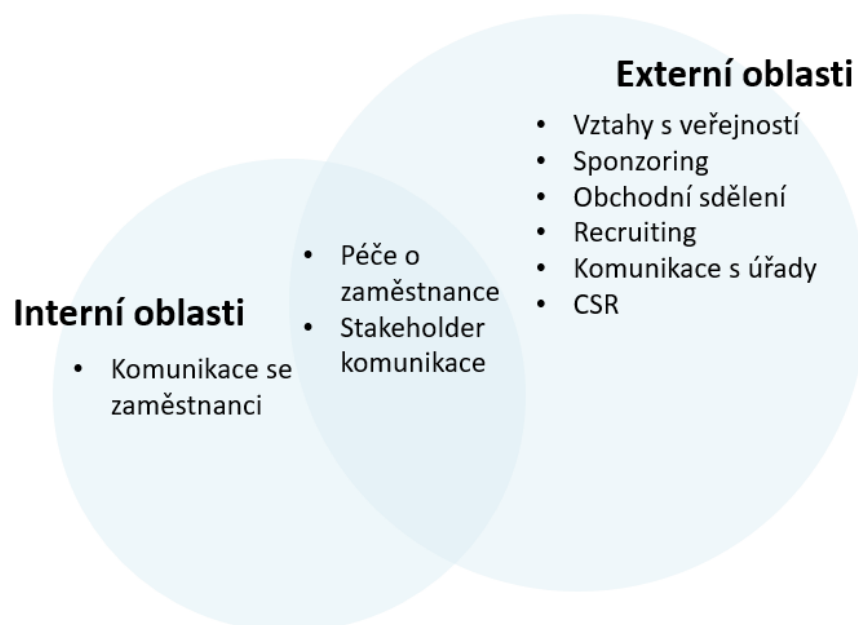 Externí oblasti
• Vztahy s veřejností
• Sponzoring
• Obchodní sdělení
• Recruiting
• Komunikace s úřady
• CSR
• Péče o
zaměstnance
• Stakeholder
komunikace
Interní oblasti
• Komunikace se
zaměstnanci